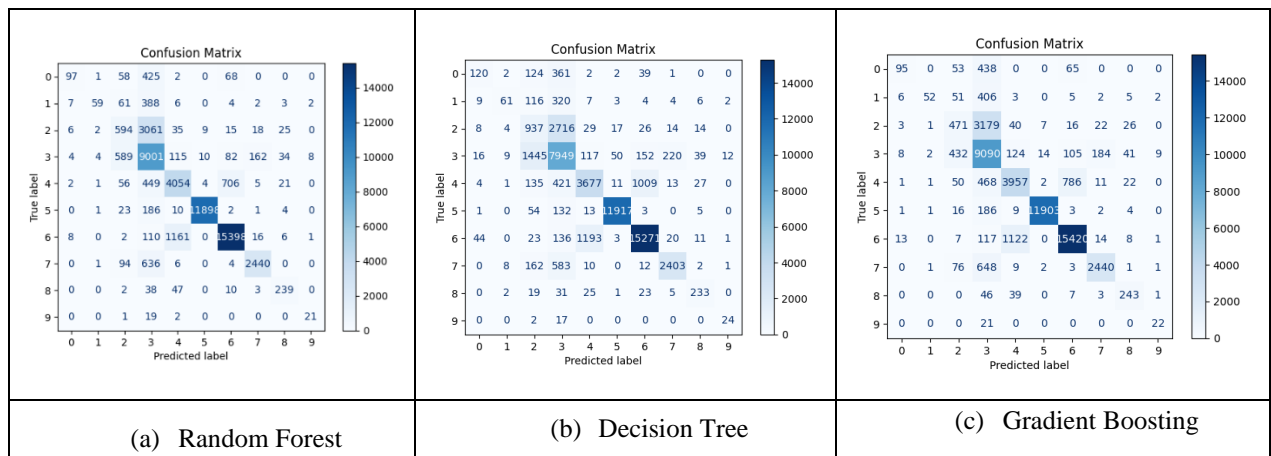 Confusion Matrix
0 97 1 58 425 2 0 68 0 0 0
1 7 59 61 388 6 0 4 2 3 2
2 6 2 594 3061 35 9 15 18 25 0
3 4 4 589 9001 115 10 82 162 34 8
4 2 1 56 449 4054 4 706 5 21 0
5 0 1 23 186 10 11898 2 1 4 0
6 8 0 2 110 1161 0 15398 16 6 1
7 0 1 94 636 6 0 4 2440 0 0
8 0 0 2 38 47 0 10 3 239 0
9 0 0 1 19 2 0 0 0 0 21
0 1 2 3 4 5 6 7 8 9
Predicted label
True label
14000
12000
10000
8000
6000
4000
2000
0
Confusion Matrix
0 120 2 124 361 2 2 39 1 0 0
1 9 61 116 320 7 3 4 4 6 2
2 8 4 937 2716 29 17 26 14 14 0
3 16 9 1445 7949 117 50 152 220 39 12
4 4 1 135 421 3677 11 1009 13 27 0
5 1 0 54 132 13 11917 3 0 5 0
6 44 0 23 136 1193 3 15271 20 11 1
7 0 8 162 583 10 0 12 2403 2 1
8 0 2 19 31 25 1 23 5 233 0
9 0 0 2 17 0 0 0 0 0 24
0 1 2 3 4 5 6 7 8 9
Predicted label
True label
14000
12000
10000
8000
6000
4000
2000
0
Confusion Matrix
0 95 0 53 438 0 0 65 0 0 0
1 6 52 51 406 3 0 5 2 5 2
2 3 1 471 3179 40 7 16 22 26 0
3 8 2 432 9090 124 14 105 184 41 9
4 1 1 50 468 3957 2 786 11 22 0
5 1 1 16 186 9 11903 3 2 4 0
6 13 0 7 117 1122 0 15420 14 8 1
7 0 1 76 648 9 2 3 2440 1 1
8 0 0 0 46 39 0 7 3 243 1
9 0 0 0 21 0 0 0 0 0 22
0 1 2 3 4 5 6 7 8 9
Predicted label
True label
14000
12000
10000
8000
6000
4000
2000
0
(a) Random Forest
(b) Decision Tree
(c) Gradient Boosting